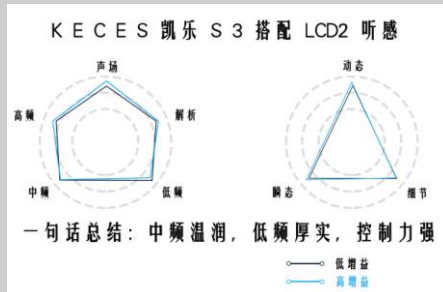 KECES 凯乐 S3 搭配 LCD2 听感
声场
动态
高频
解析
中频
低频
瞬态
细节
一句话总结：中频温润，低频厚实，控制力强
低增益
高增益